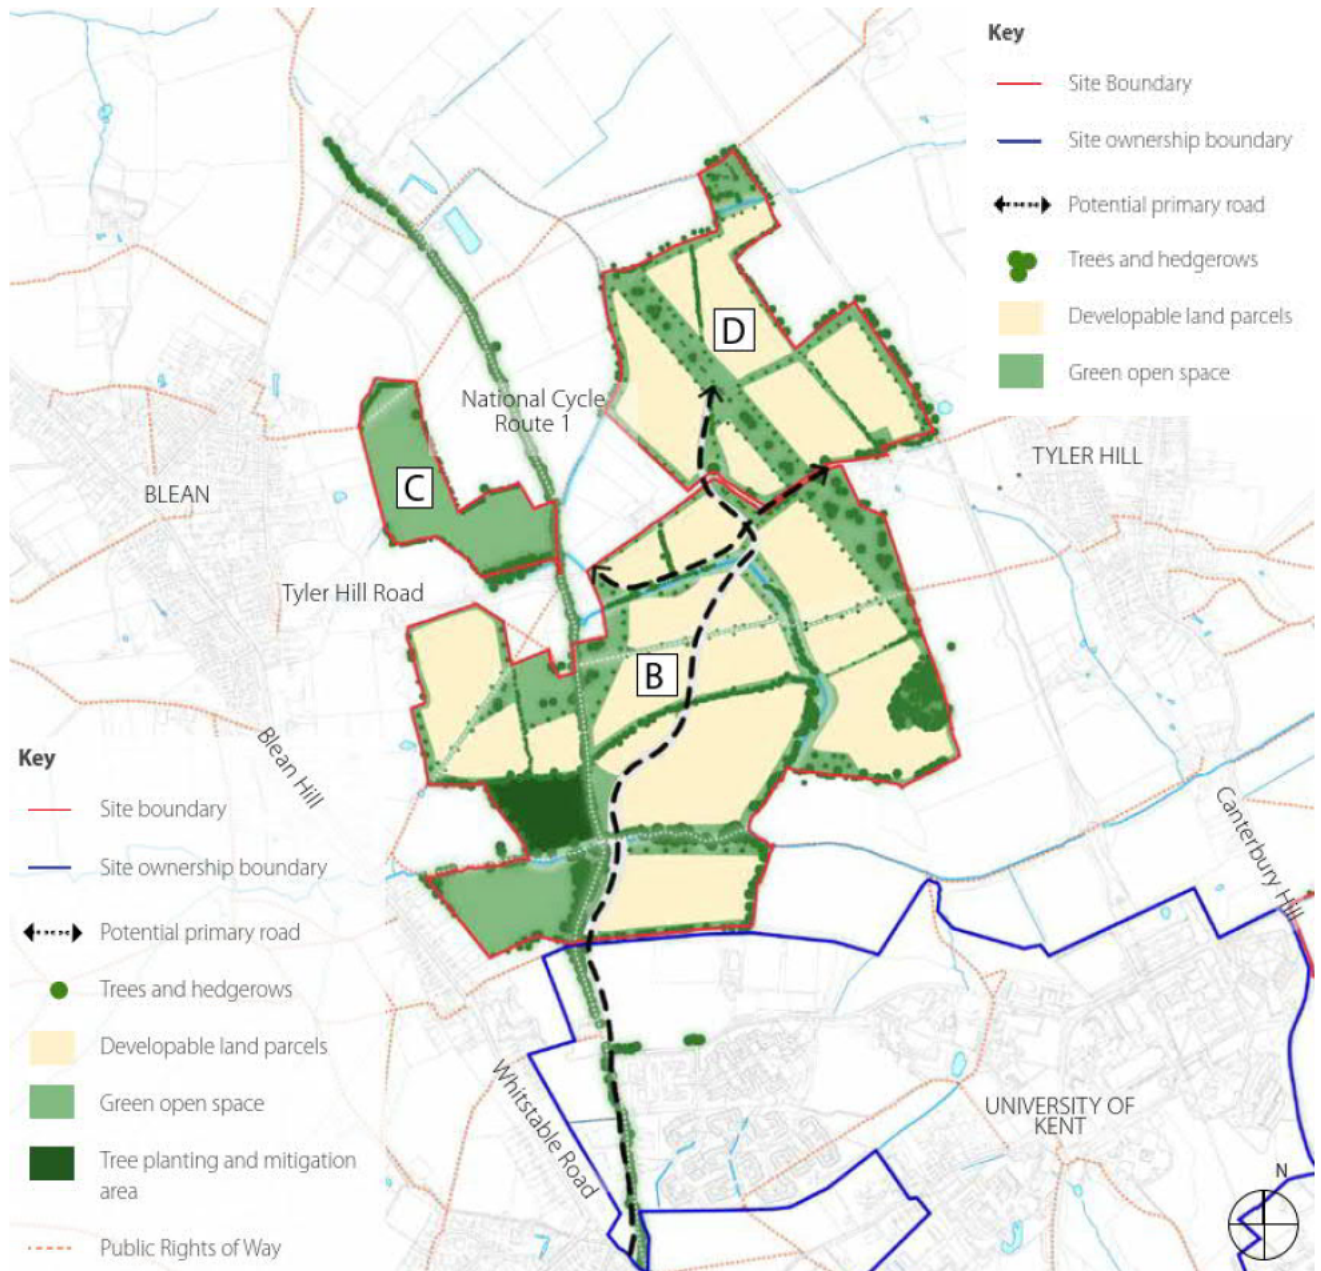 Key
Site Boundary
Site ownership boundary
Potential primary road
Trees and hedgerows
Developable land parcels
Green open space
D
National Cycle
Route 1
TYLER HILL
BLEAN
C
Tyler Hill Road
B
Blean Hill
Canterbury Hill
Key
Site boundary
Site ownership boundary
Potential primary road
Trees and hedgerows
Developable land parcels
Green open space
Tree planting and mitigation
area
Public Rights of Way
Whitstable Road
UNIVERSITY OF
KENT
N